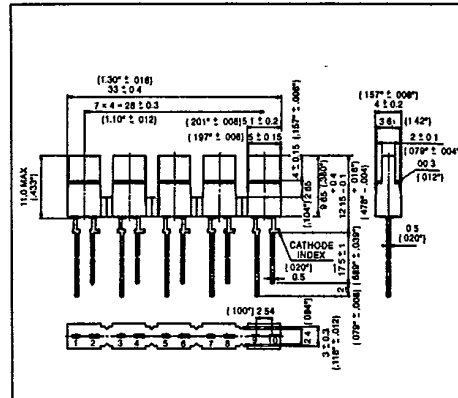 (1.30" ± .016)
33 ± 0.4
7 × 4 = 28 ± 0.3
(1.10" ± .012)
(.201" ± .008) 5.1 ± 0.2
(.197" ± .006) 5 ± 0.15
4 ± 0.15 (.157" ± .006")
11.0 MAX
(.433")
(.104") 2.65
9.65 (.380")
+ 0.4
12.15 - 0.1
+ .016"
(.478" - .004)
(.157" ± .008")
4 ± 0.2
3.6 (.142")
2 ± 0.1
(.079" ± .004")
(.012")
0.5
(.020")
CATHODE
INDEX
(.020")
0.5
17.5 ± 1 (.689" ± .039")
2
(.100") 2.54
2.4 (.094")
3 ± 0.3
(.118" ± .012)
1 2 3 4 5 6 7 8 9 10